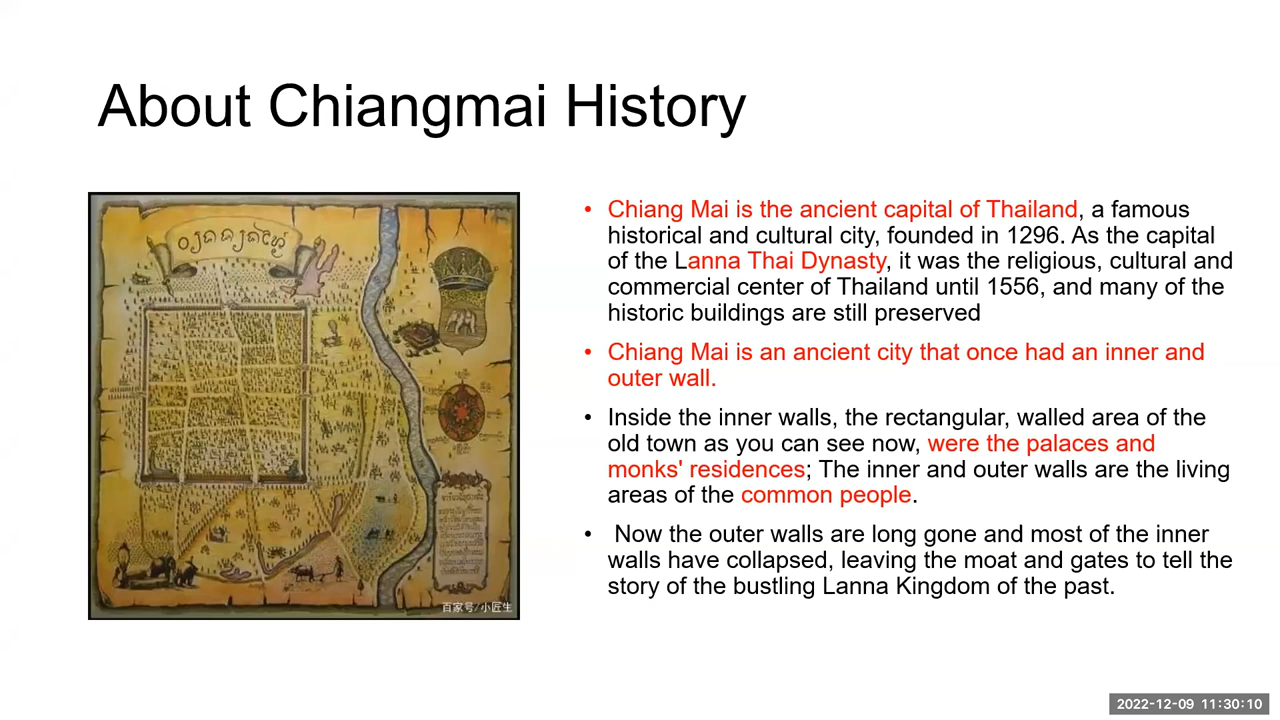 About Chiangmai History
• Chiang Mai is the ancient capital of Thailand, a famous
historical and cultural city, founded in 1296. As the capital
of the Lanna Thai Dynasty, it was the religious, cultural and
commercial center of Thailand until 1556, and many of the
historic buildings are still preserved
• Chiang Mai is an ancient city that once had an inner and
outer wall.
• Inside the inner walls, the rectangular, walled area of the
old town as you can see now, were the palaces and
monks' residences; The inner and outer walls are the living
areas of the common people.
• Now the outer walls are long gone and most of the inner
walls have collapsed, leaving the moat and gates to tell the
story of the bustling Lanna Kingdom of the past.
百家号/小匠生
2022-12-09 11:30:10